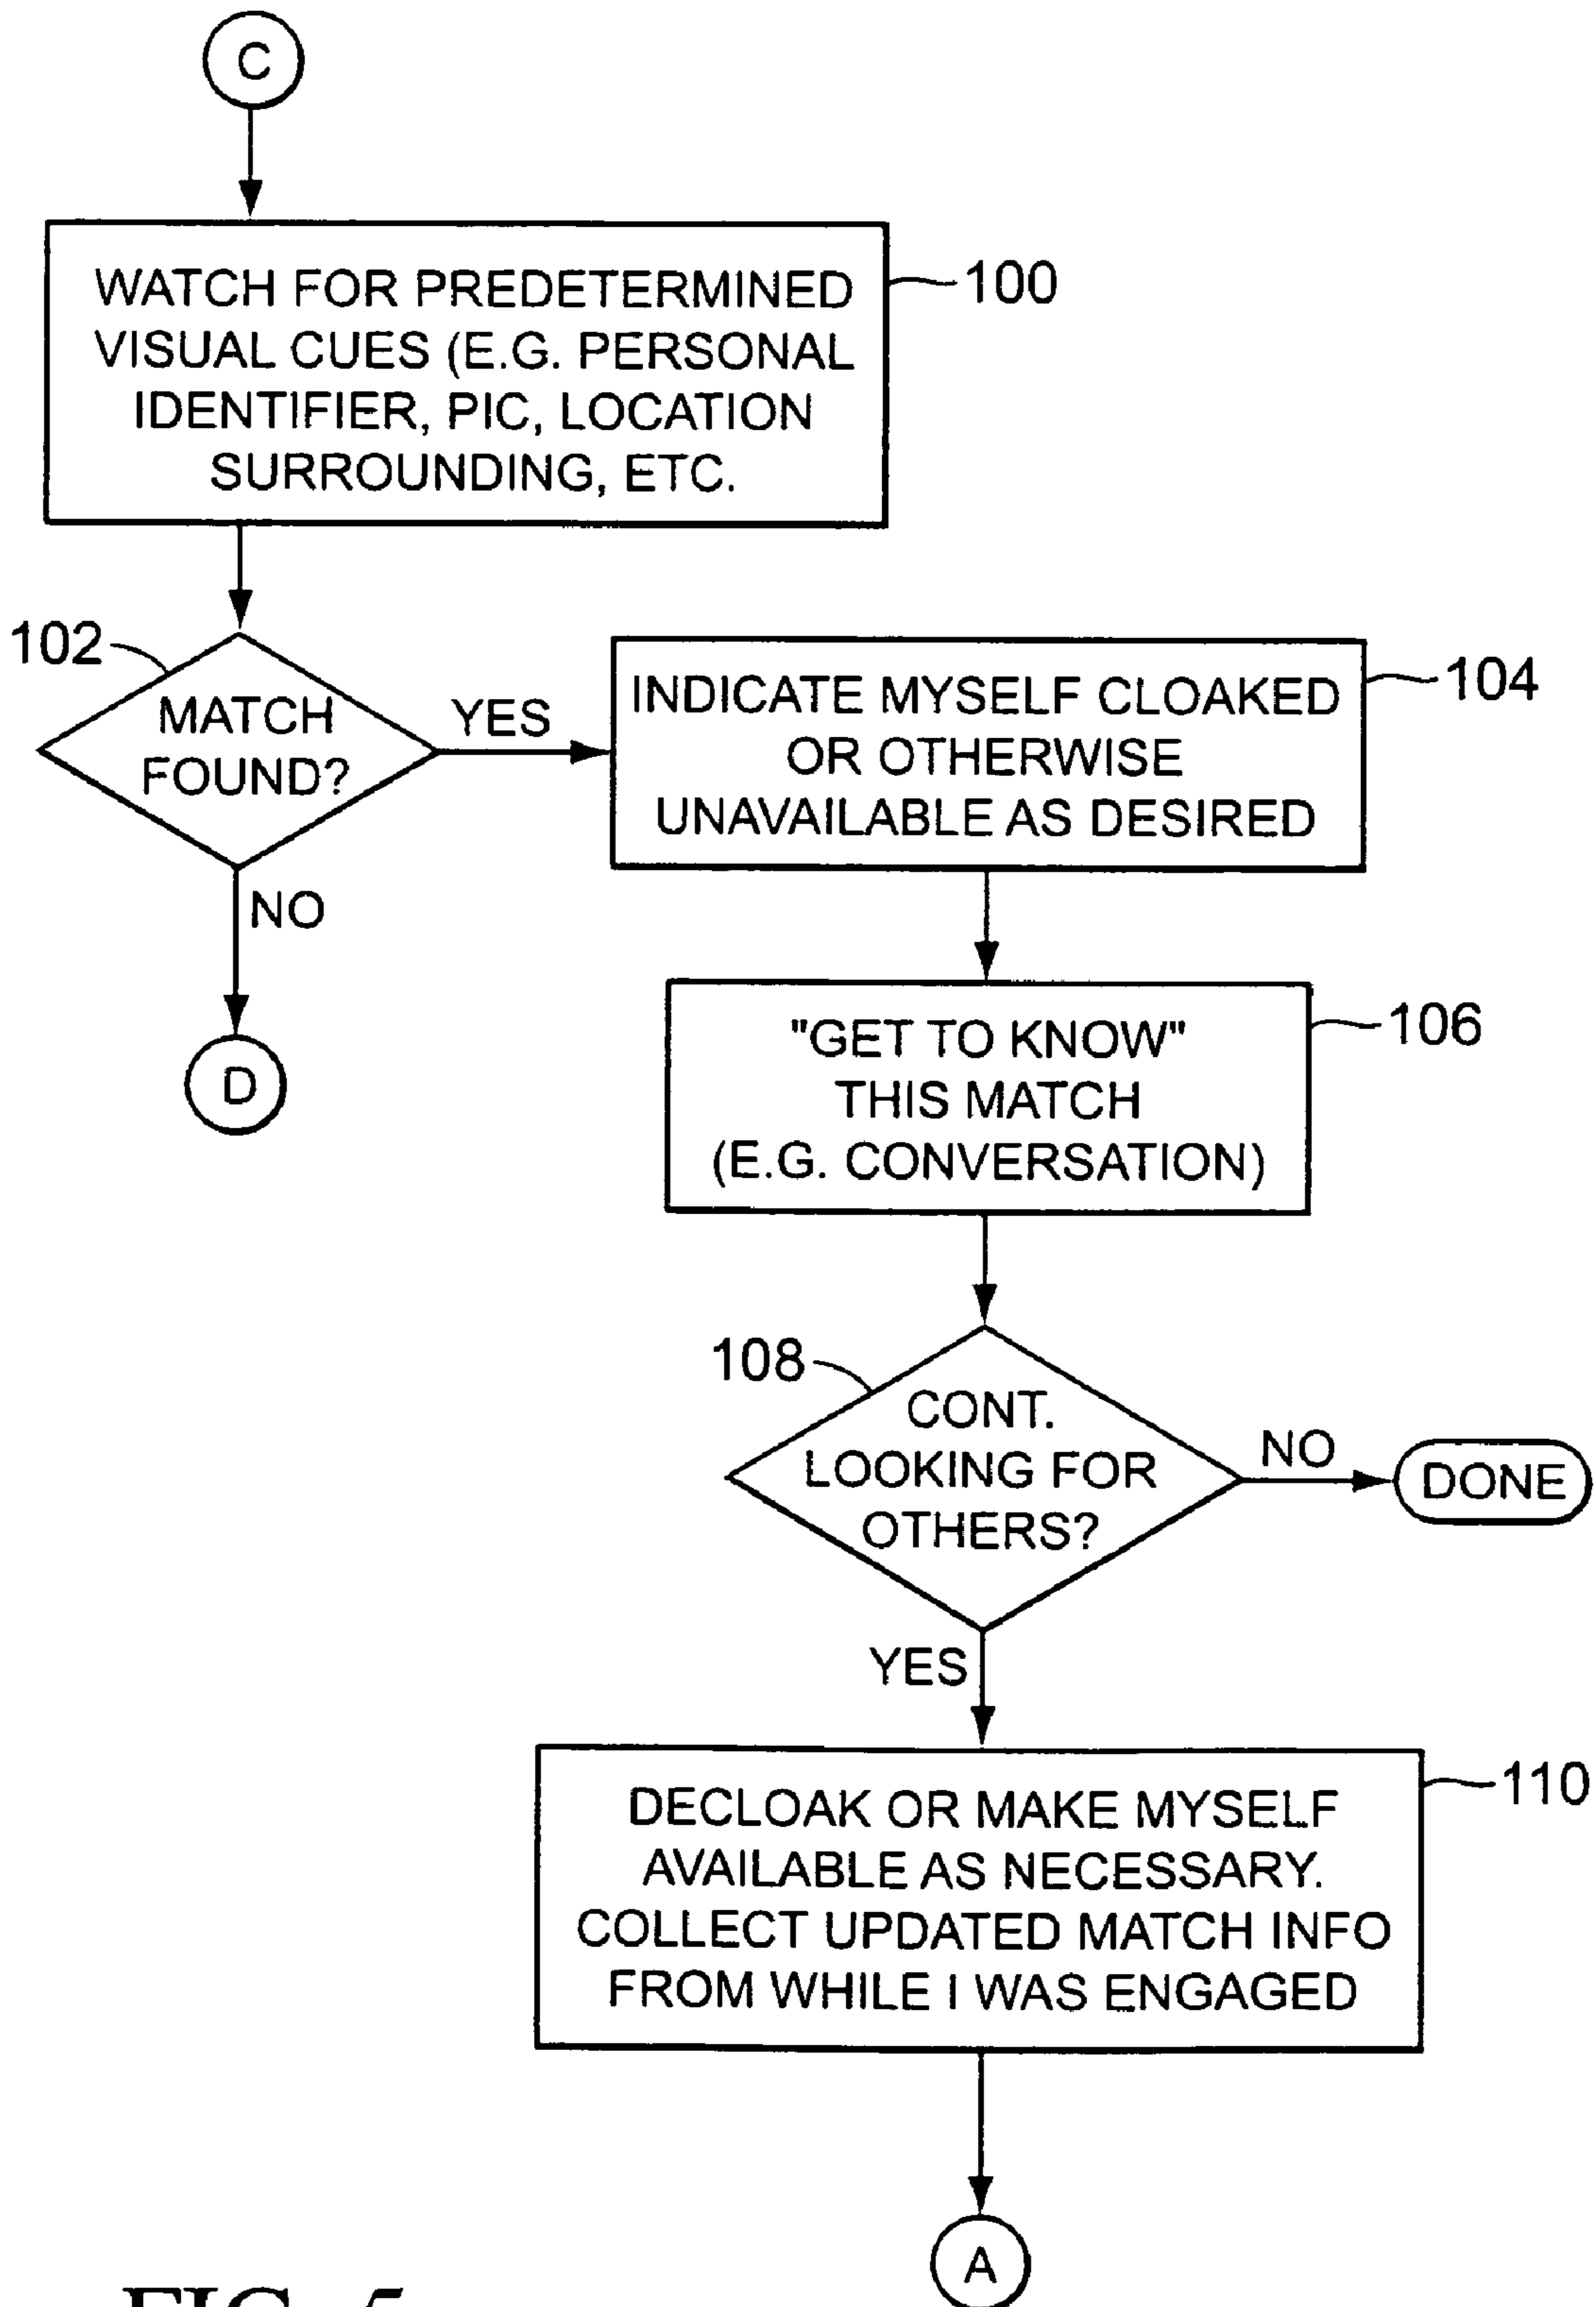 C
WATCH FOR PREDETERMINED
VISUAL CUES (E.G. PERSONAL
IDENTIFIER, PIC, LOCATION
SURROUNDING, ETC.
100
102
MATCH
FOUND?
YES
INDICATE MYSELF CLOAKED
OR OTHERWISE
UNAVAILABLE AS DESIRED
104
NO
D
"GET TO KNOW"
THIS MATCH
(E.G. CONVERSATION)
106
108
CONT.
LOOKING FOR
OTHERS?
NO
DONE
YES
DECLOAK OR MAKE MYSELF
AVAILABLE AS NECESSARY.
COLLECT UPDATED MATCH INFO
FROM WHILE I WAS ENGAGED
110
A
FIG. 5